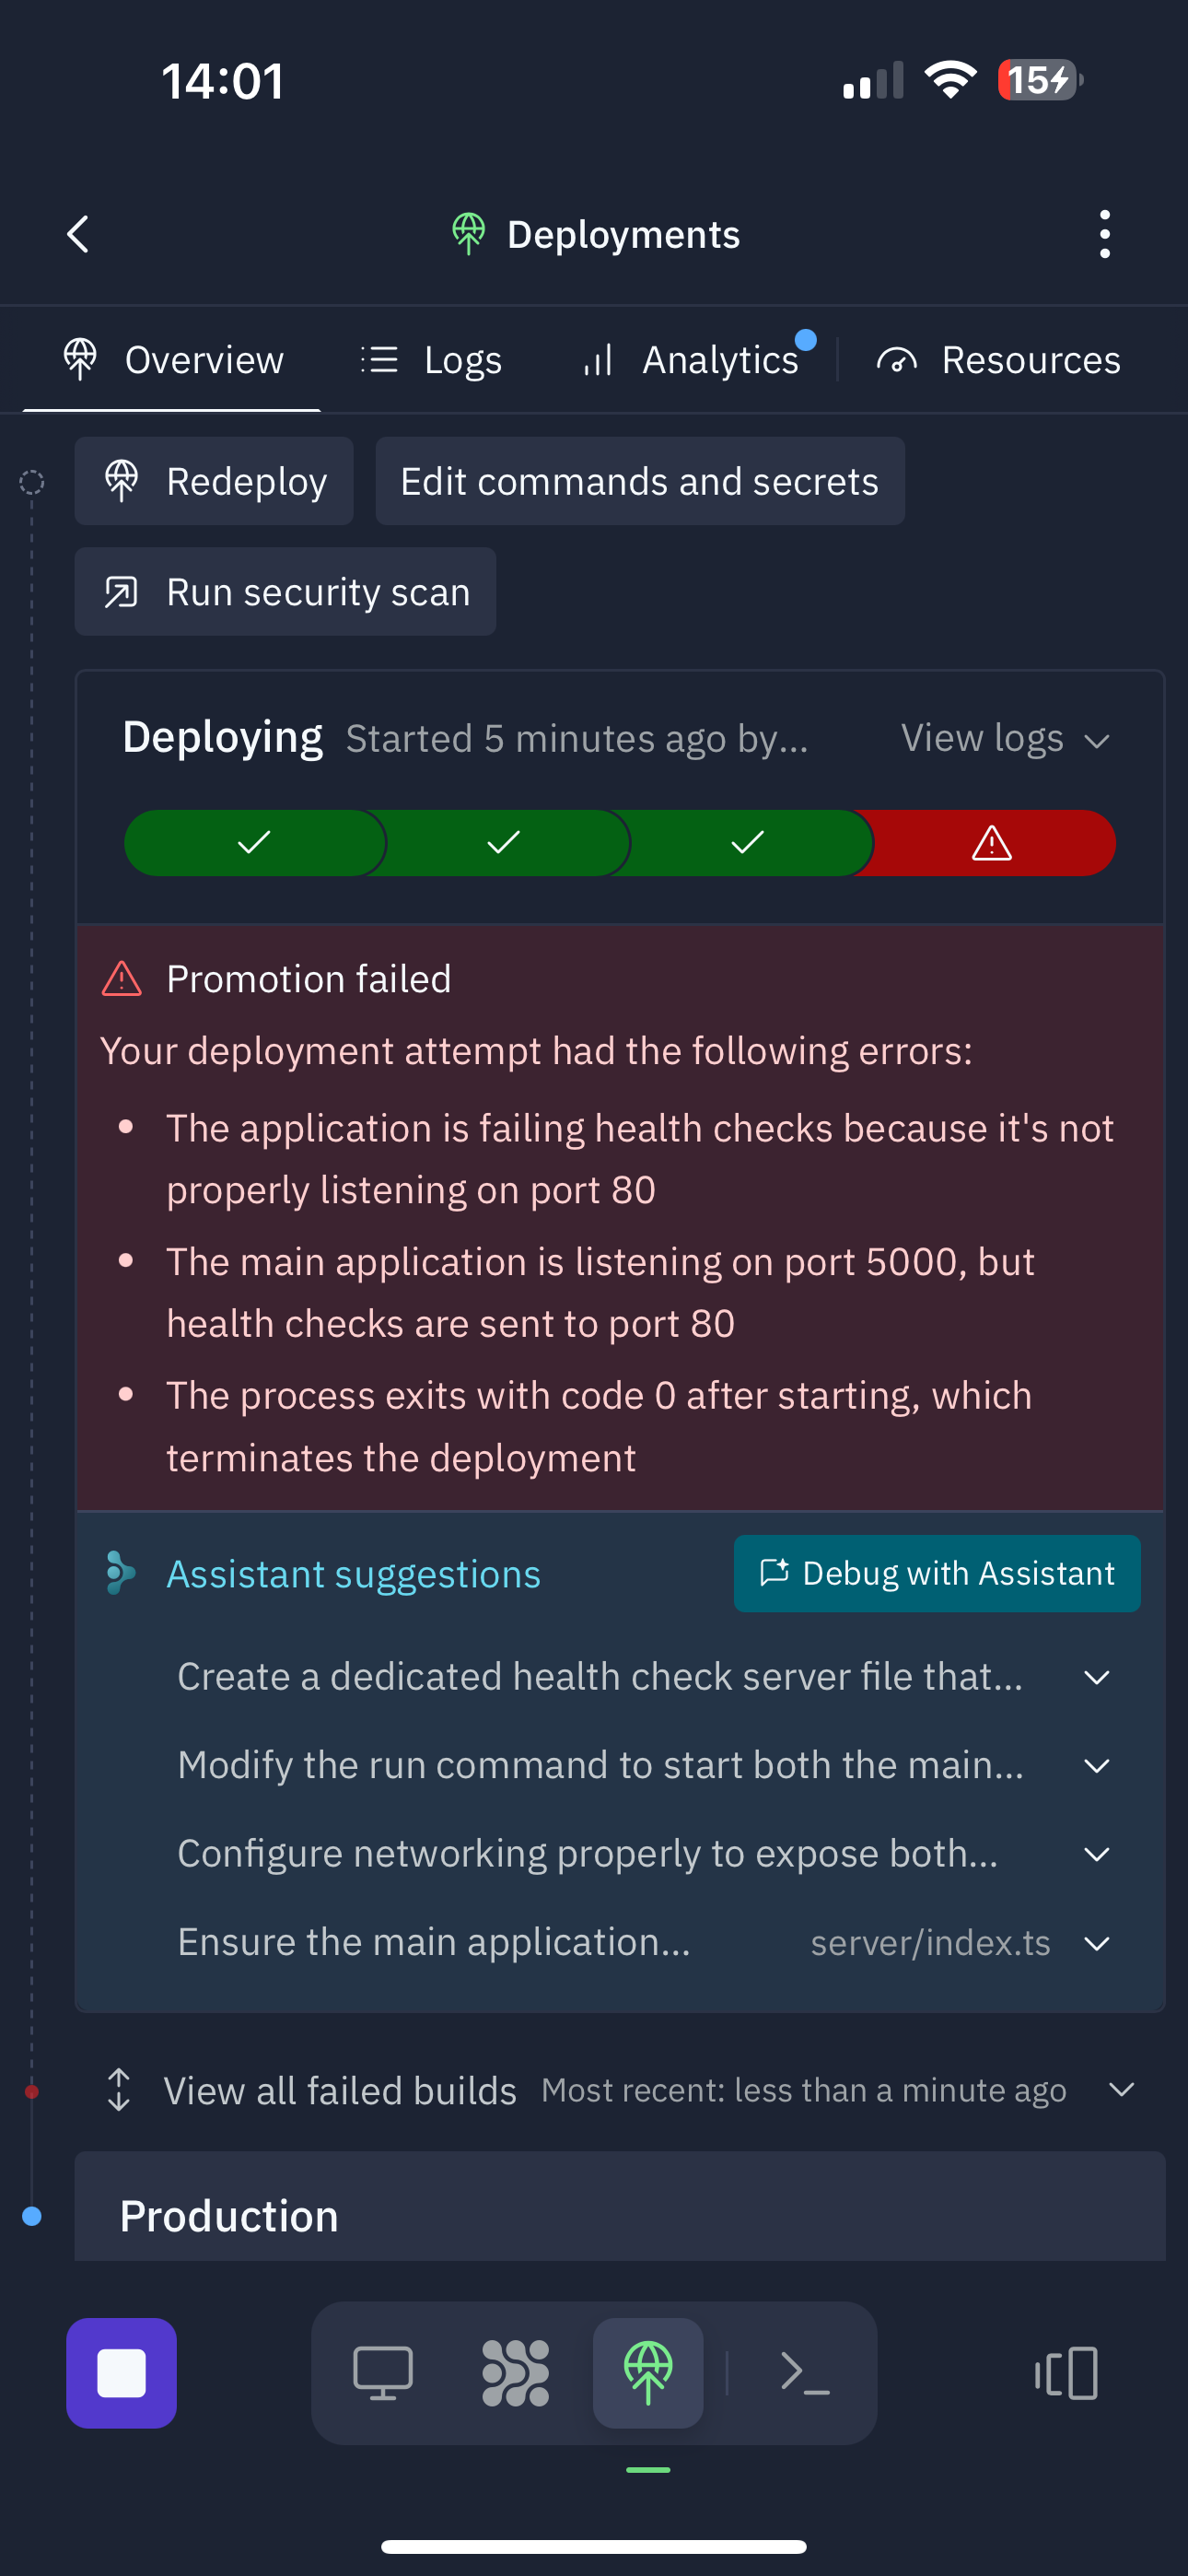 14:01
15
Deployments
Overview
Logs
Analytics
Resources
Redeploy
Edit commands and secrets
Run security scan
Deploying Started 5 minutes ago by... View logs
Promotion failed
Your deployment attempt had the following errors:
• The application is failing health checks because it's not
properly listening on port 80
• The main application is listening on port 5000, but
health checks are sent to port 80
• The process exits with code 0 after starting, which
terminates the deployment
Assistant suggestions
Debug with Assistant
Create a dedicated health check server file that...
Modify the run command to start both the main...
Configure networking properly to expose both...
Ensure the main application... server/index.ts
View all failed builds Most recent: less than a minute ago
Production